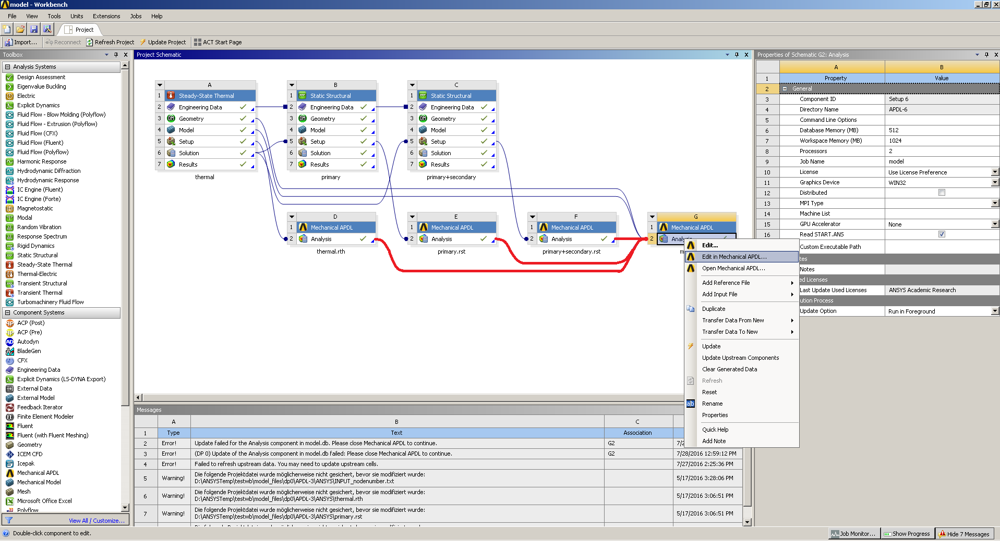 model - Workbench
File View Tools Units Extensions Jobs Help
Project
Import... Reconnect Refresh Project Update Project ACT Start Page
Toolbox
Analysis Systems
Design Assessment
Eigenvalue Buckling
Electric
Explicit Dynamics
Fluid Flow - Blow Molding (Polyflow)
Fluid Flow - Extrusion (Polyflow)
Fluid Flow (CFX)
Fluid Flow (Fluent)
Fluid Flow (Polyflow)
Harmonic Response
Hydrodynamic Diffraction
Hydrodynamic Response
IC Engine (Fluent)
IC Engine (Forte)
Magnetostatic
Modal
Random Vibration
Response Spectrum
Rigid Dynamics
Static Structural
Steady-State Thermal
Thermal-Electric
Transient Structural
Transient Thermal
Turbomachinery Fluid Flow
Component Systems
ACP (Post)
ACP (Pre)
Autodyn
BladeGen
CFX
Engineering Data
Explicit Dynamics (LS-DYNA Export)
External Data
External Model
Feedback Iterator
Finite Element Modeler
Fluent
Fluent (with Fluent Meshing)
Geometry
ICEM CFD
Icepak
Mechanical APDL
Mechanical Model
Mesh
Microsoft Office Excel
Polyflow
View All / Customize...
Project Schematic
A
1 Steady-State Thermal
2 Engineering Data
3 Geometry
4 Model
5 Setup
6 Solution
7 Results
thermal
B
1 Static Structural
2 Engineering Data
3 Geometry
4 Model
5 Setup
6 Solution
7 Results
primary
C
1 Static Structural
2 Engineering Data
3 Geometry
4 Model
5 Setup
6 Solution
7 Results
primary+secondary
D
1 Mechanical APDL
2 Analysis
thermal.rth
E
1 Mechanical APDL
2 Analysis
primary.rst
F
1 Mechanical APDL
2 Analysis
primary+secondary.rst
G
1 Mechanical APDL
2 Analysis
Edit...
Edit in Mechanical APDL...
Open Mechanical APDL...
Add Reference File
Add Input File
Duplicate
Transfer Data From New
Transfer Data To New
Update
Update Upstream Components
Clear Generated Data
Refresh
Reset
Rename
Properties
Quick Help
Add Note
Messages
A B C
1 Type Text Association
2 Error! Update failed for the Analysis component in model.db. Please close Mechanical APDL to continue. G2 7/2
3 Error! (DP 0) Update of the Analysis component in model.db failed: Please close Mechanical APDL to continue. G2 7/28/2016 12:59:12 PM
4 Error! Failed to refresh upstream data. You may need to update upstream cells. 7/27/2016 2:25:36 PM
5 Warning! Die folgende Projektdatei wurde möglicherweise nicht gesichert, bevor sie modifiziert wurde:
D:\ANSYSTemp\testwb\model_files\dp0\APDL-3\ANSYS\INPUT_nodenumber.txt 5/17/2016 3:28:06 PM
6 Warning! Die folgende Projektdatei wurde möglicherweise nicht gesichert, bevor sie modifiziert wurde:
D:\ANSYSTemp\testwb\model_files\dp0\APDL-3\ANSYS\thermal.rth 5/17/2016 3:06:51 PM
7 Warning! Die folgende Projektdatei wurde möglicherweise nicht gesichert, bevor sie modifiziert wurde:
D:\ANSYSTemp\testwb\model_files\dp0\APDL-3\ANSYS\primary.rst 5/17/2016 3:06:51 PM
Properties of Schematic G2: Analysis
A B
1 Property Value
2 General
3 Component ID Setup 6
4 Directory Name APDL-6
5 Command Line Options
6 Database Memory (MB) 512
7 Workspace Memory (MB) 1024
8 Processors 2
9 Job Name model
10 License Use License Preference
11 Graphics Device WIN32
12 Distributed
13 MPI Type
14 Machine List
15 GPU Accelerator None
16 Read START.ANS
Custom Executable Path
tes
Notes
ed Licenses
Last Update Used Licenses ANSYS Academic Research
ution Process
Update Option Run in Foreground
Double-click component to edit.
Job Monitor... Show Progress Hide 7 Messages